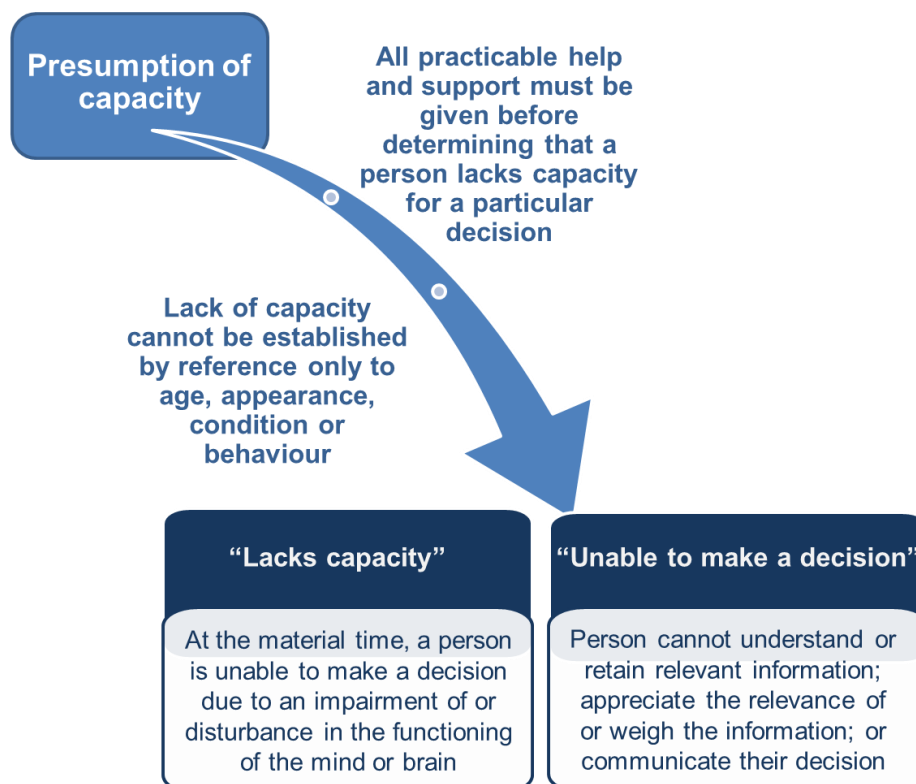 Presumption of
capacity
All practicable help
and support must be
given before
determining that a
person lacks capacity
for a particular
decision
Lack of capacity
cannot be established
by reference only to
age, appearance,
condition or
behaviour
“Lacks capacity”
At the material time, a person
is unable to make a decision
due to an impairment of or
disturbance in the functioning
of the mind or brain
“Unable to make a decision”
Person cannot understand or
retain relevant information;
appreciate the relevance of
or weigh the information; or
communicate their decision